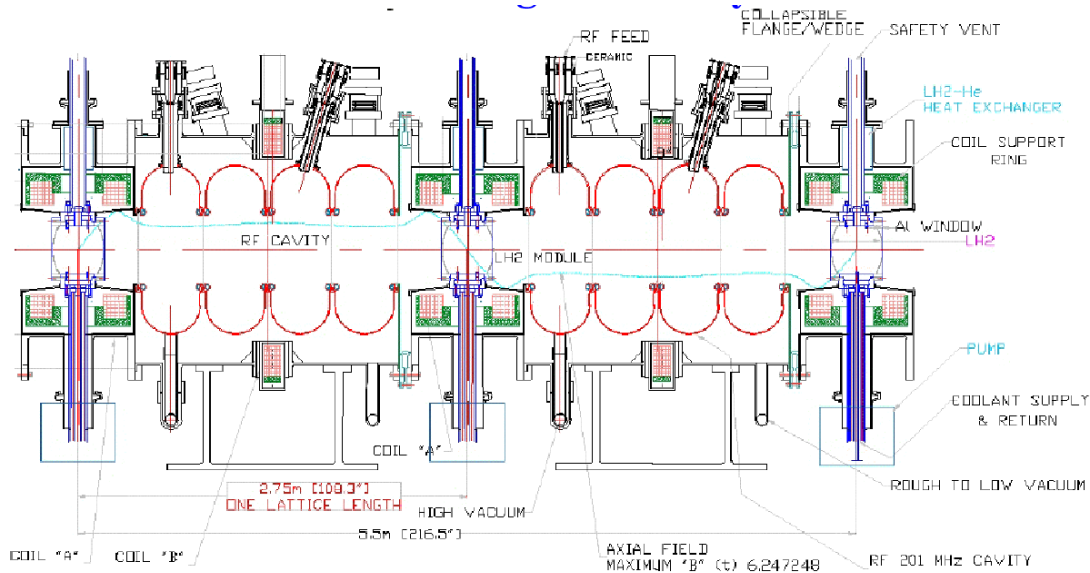 COLLAPSIBLE
FLANGE/WEDGE
RF FEED
CERAMIC
SAFETY VENT
LH2-He
HEAT EXCHANGER
COIL SUPPORT
RING
AL WINDOW
LH2
RF CAVITY
LH2 MODULE
PUMP
COOLANT SUPPLY
& RETURN
COIL "A"
2.75m [108.3"]
ONE LATTICE LENGTH
HIGH VACUUM
ROUGH TO LOW VACUUM
5.5m [216.5"]
COIL "A"
COIL "B"
AXIAL FIELD
MAXIMUM "B" (t) 6.247248
RF 201 MHz CAVITY